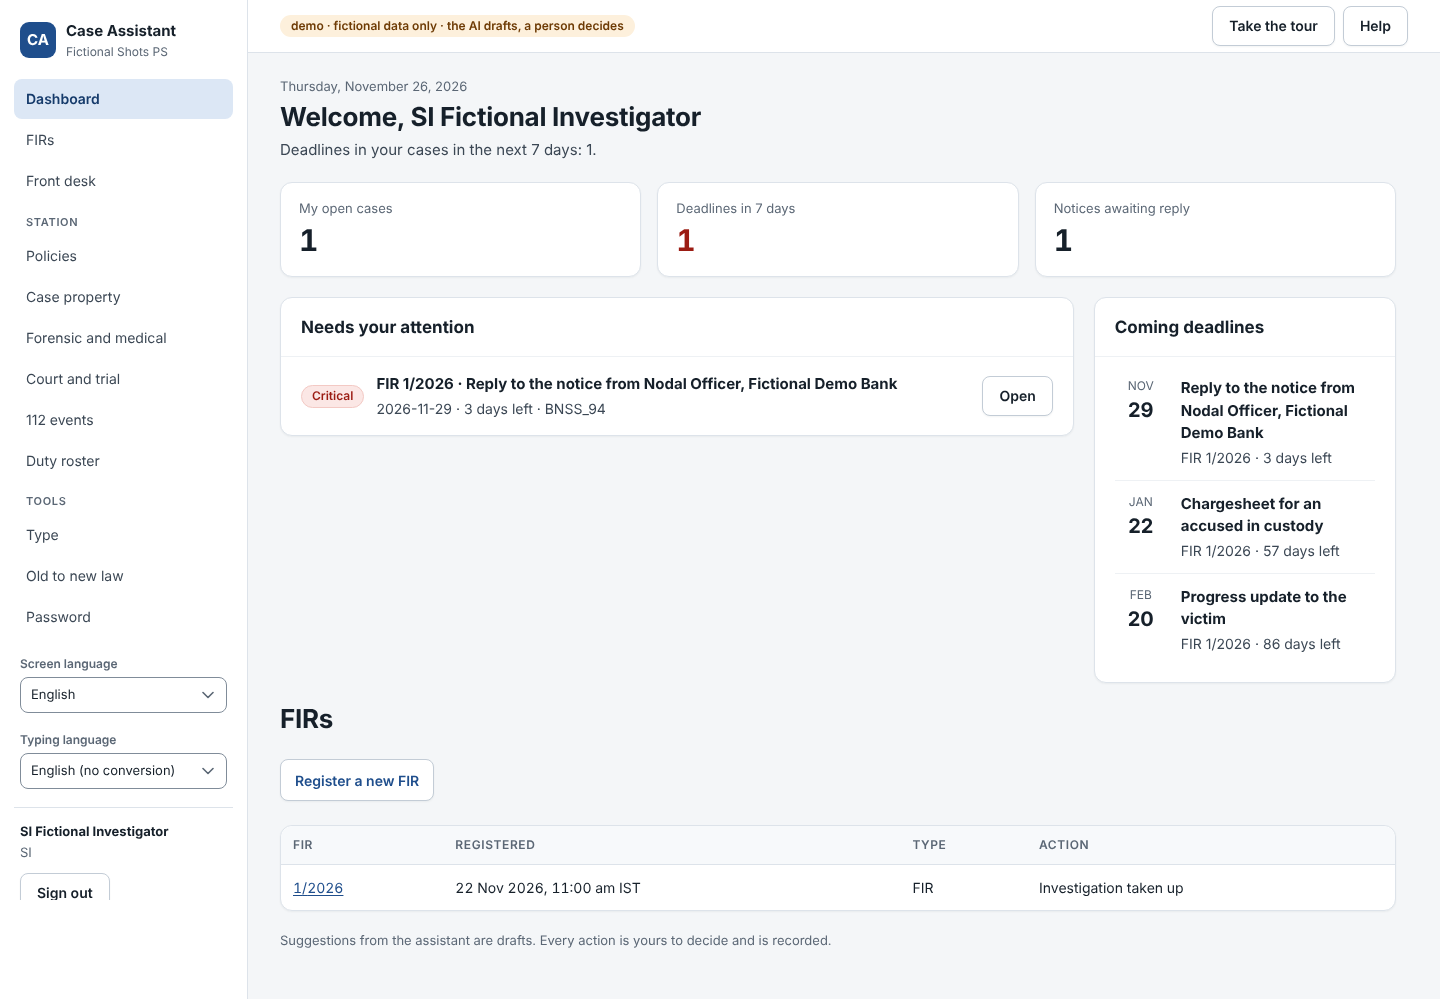 CA
Case Assistant
Fictional Shots PS
Dashboard
FIRs
Front desk
STATION
Policies
Case property
Forensic and medical
Court and trial
112 events
Duty roster
TOOLS
Type
Old to new law
Password
Screen language
English
Typing language
English (no conversion)
SI Fictional Investigator
SI
Sign out
demo · fictional data only · the AI drafts, a person decides
Take the tour
Help
Thursday, November 26, 2026
Welcome, SI Fictional Investigator
Deadlines in your cases in the next 7 days: 1.
My open cases
1
Deadlines in 7 days
1
Notices awaiting reply
1
Needs your attention
Critical
FIR 1/2026 · Reply to the notice from Nodal Officer, Fictional Demo Bank
2026-11-29 · 3 days left · BNSS_94
Open
Coming deadlines
NOV
29
Reply to the notice from
Nodal Officer, Fictional
Demo Bank
FIR 1/2026 · 3 days left
JAN
22
Chargesheet for an
accused in custody
FIR 1/2026 · 57 days left
FEB
20
Progress update to the
victim
FIR 1/2026 · 86 days left
FIRs
Register a new FIR
FIR REGISTERED TYPE ACTION
1/2026 22 Nov 2026, 11:00 am IST FIR Investigation taken up
Suggestions from the assistant are drafts. Every action is yours to decide and is recorded.